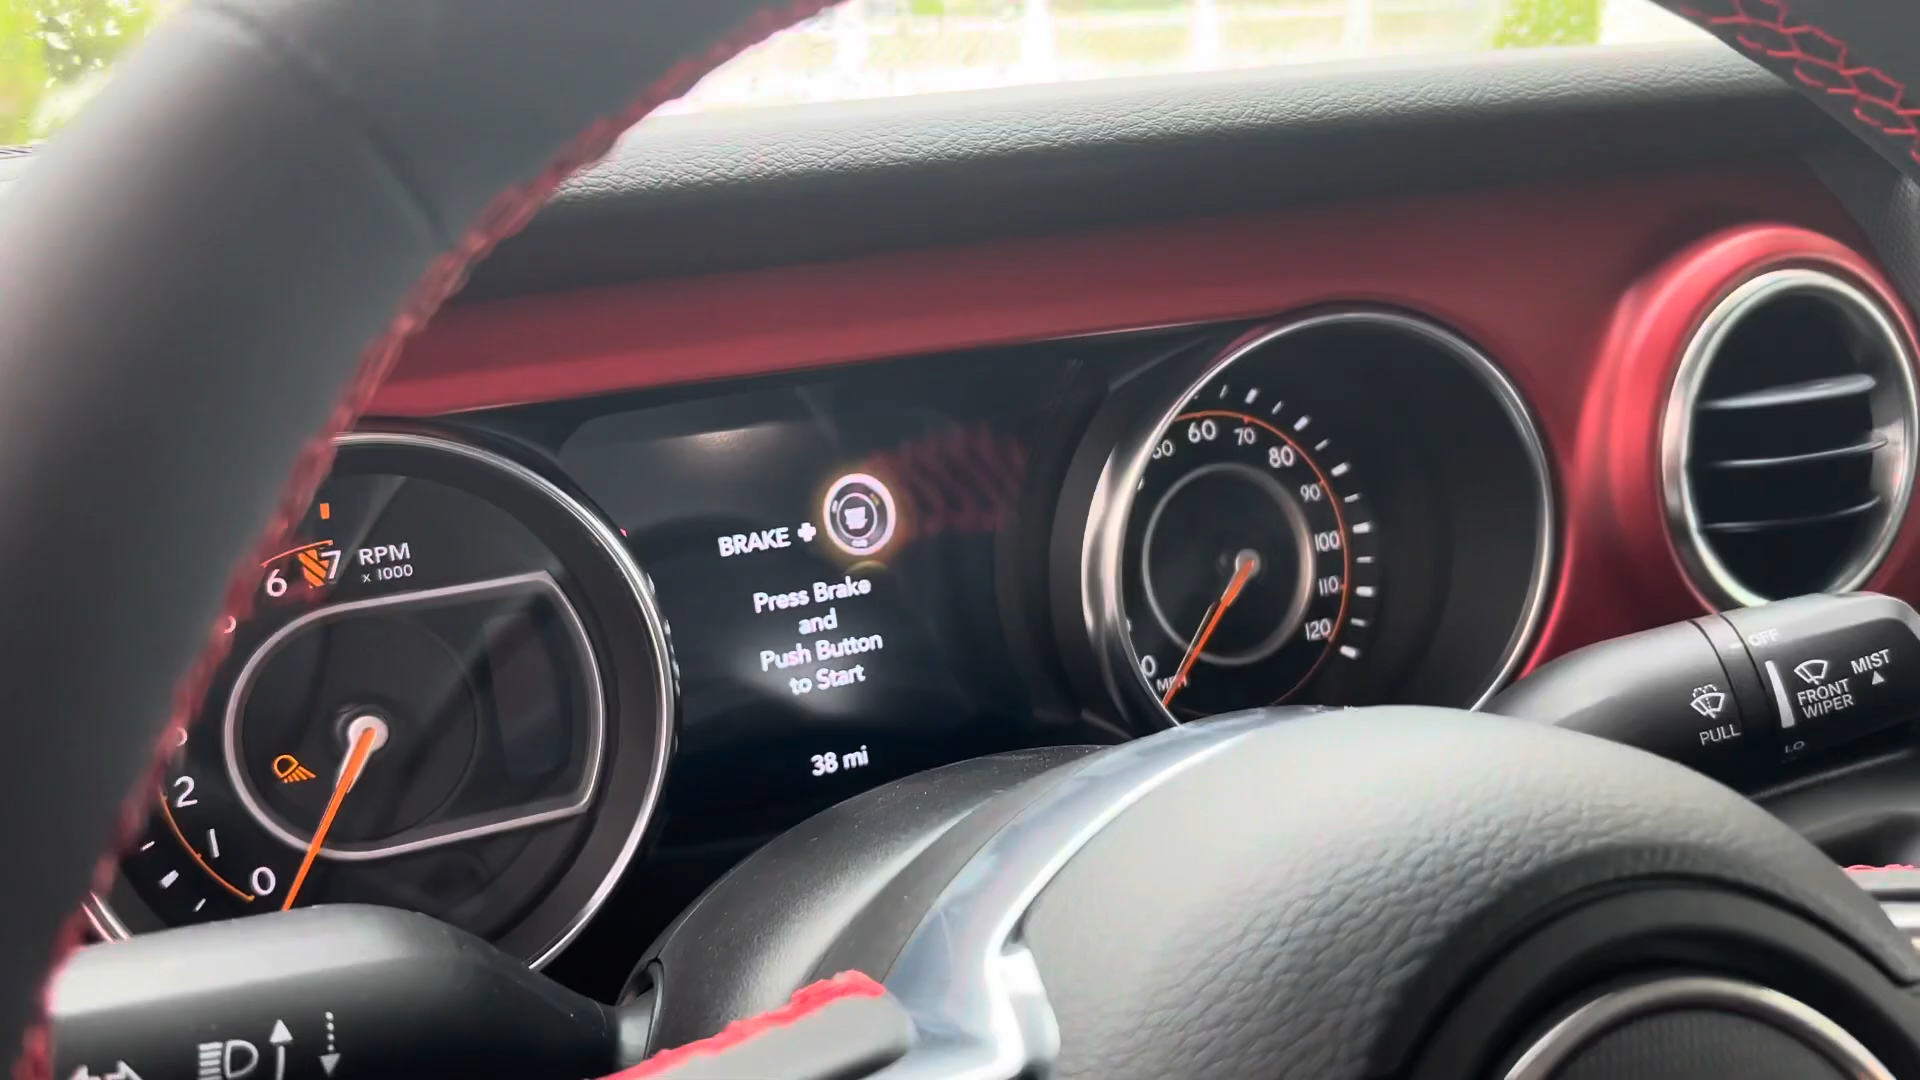 6
7
RPM
x 1000
2
1
0
BRAKE +
Press Brake
and
Push Button
to Start
38 mi
60
70
80
90
100
110
120
0
OFF
PULL
FRONT
WIPER
MIST
LO